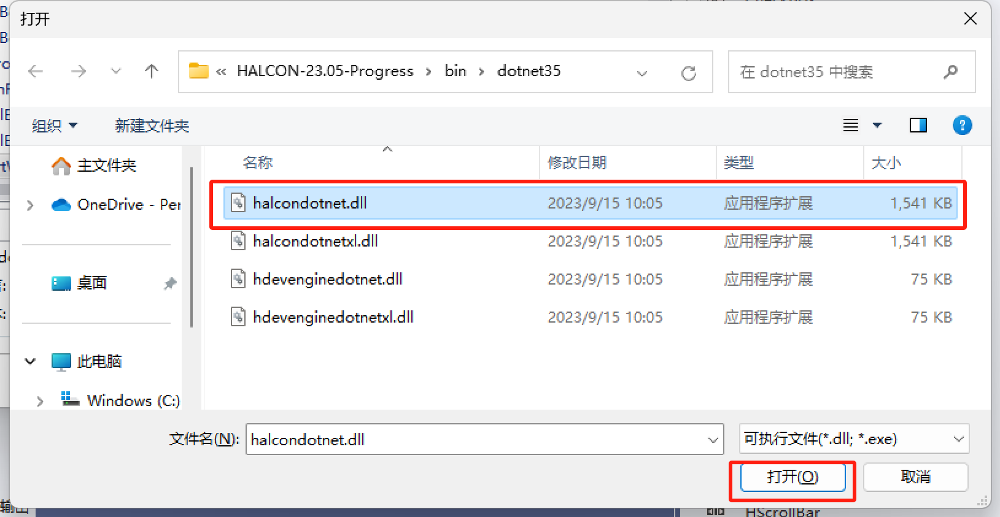 打开
« HALCON-23.05-Progress › bin › dotnet35
在 dotnet35 中搜索
组织 新建文件夹
名称 修改日期 类型 大小
主文件夹
OneDrive - Per
桌面
此电脑
Windows (C:)
halcondotnet.dll 2023/9/15 10:05 应用程序扩展 1,541 KB
halcondotnetxl.dll 2023/9/15 10:05 应用程序扩展 1,541 KB
hdevenginedotnet.dll 2023/9/15 10:05 应用程序扩展 75 KB
hdevenginedotnetxl.dll 2023/9/15 10:05 应用程序扩展 75 KB
文件名(N): halcondotnet.dll 可执行文件(*.dll; *.exe)
打开(O) 取消
输出
HScrollBar